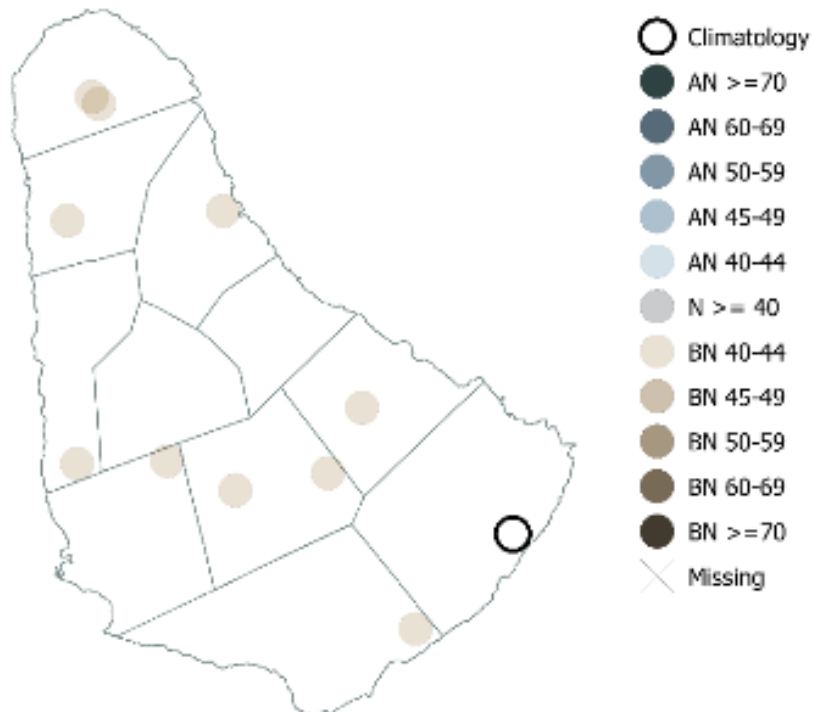 Climatology
AN >=70
AN 60-69
AN 50-59
AN 45-49
AN 40-44
N >= 40
BN 40-44
BN 45-49
BN 50-59
BN 60-69
BN >=70
Missing